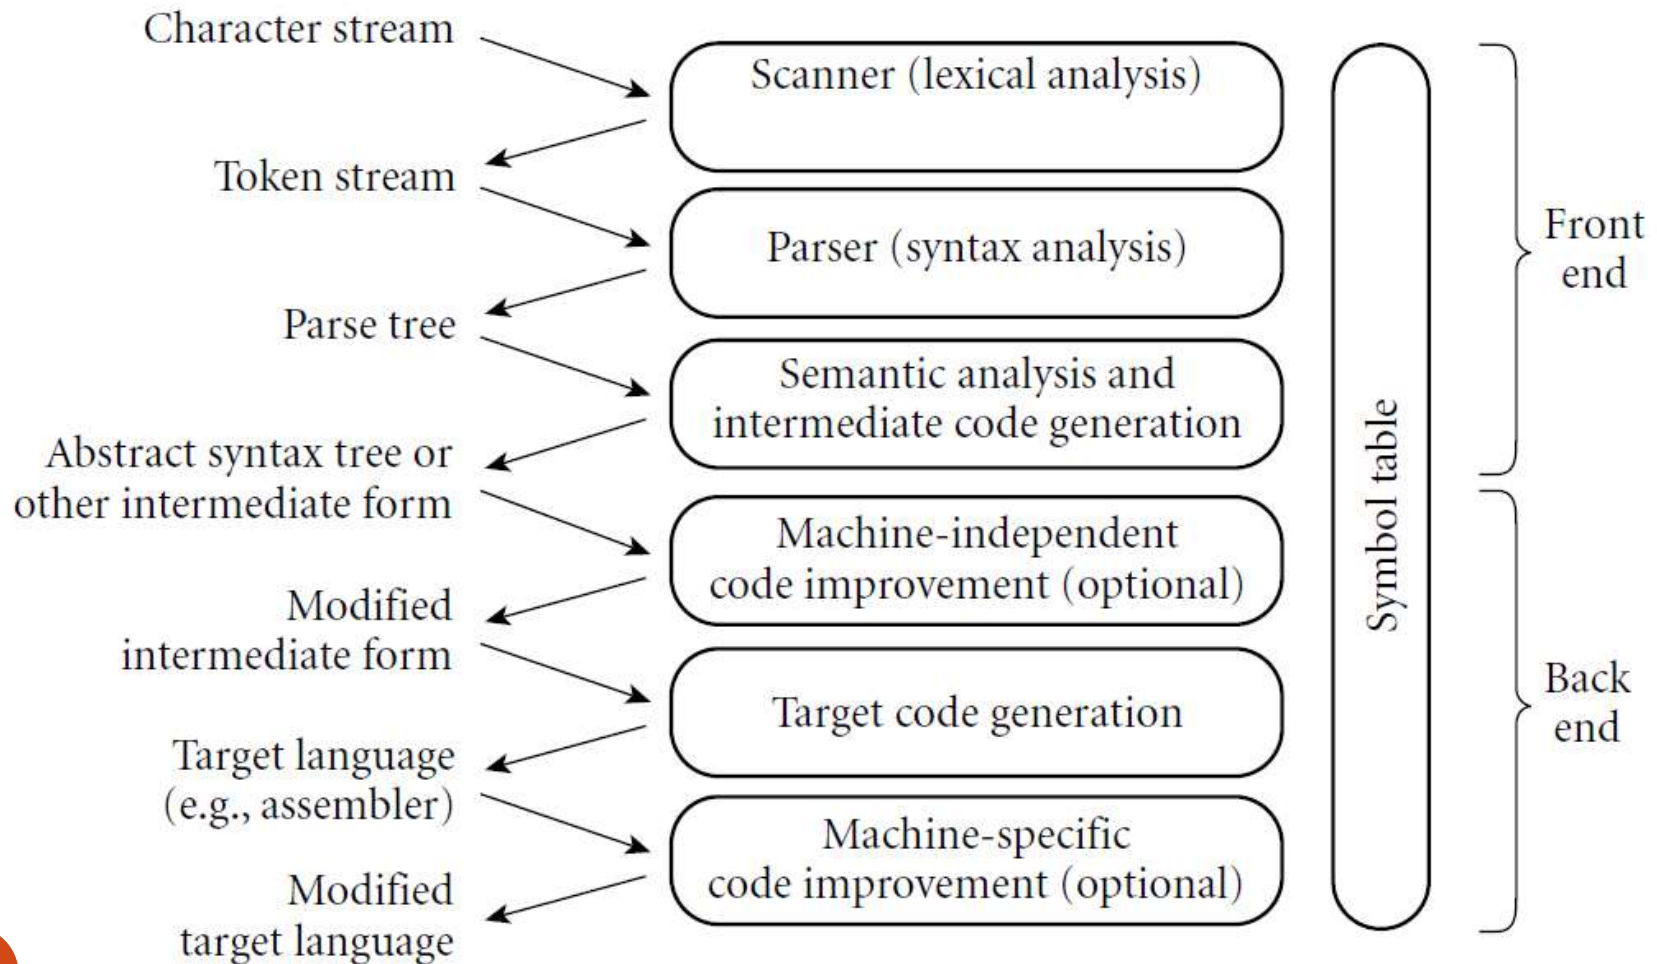 Character stream
Scanner (lexical analysis)
Token stream
Parser (syntax analysis)
Parse tree
Semantic analysis and
intermediate code generation
Abstract syntax tree or
other intermediate form
Machine-independent
code improvement (optional)
Modified
intermediate form
Target code generation
Target language
(e.g., assembler)
Machine-specific
code improvement (optional)
Modified
target language
Symbol table
Front
end
Back
end